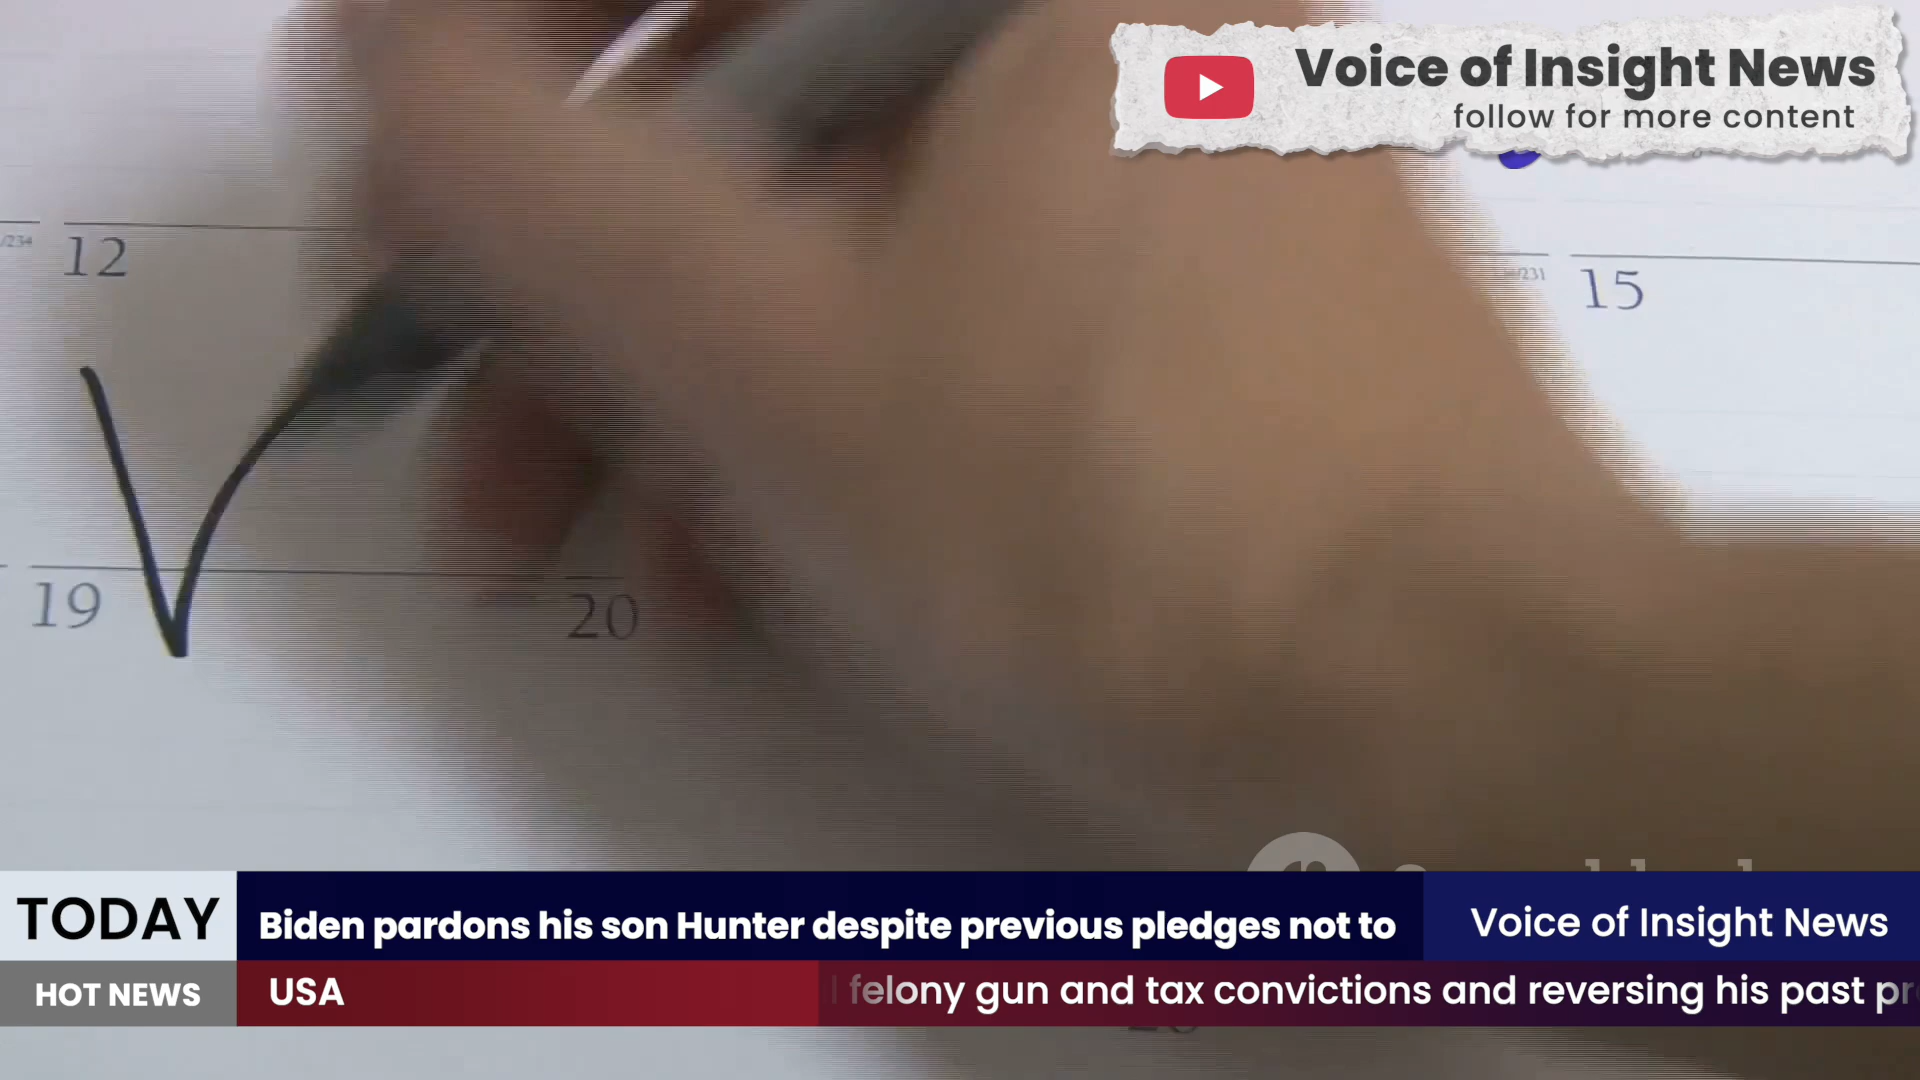 Voice of Insight News
follow for more content
/234
12
/231
15
19
20
TODAY
Biden pardons his son Hunter despite previous pledges not to
Voice of Insight News
HOT NEWS
USA
felony gun and tax convictions and reversing his past